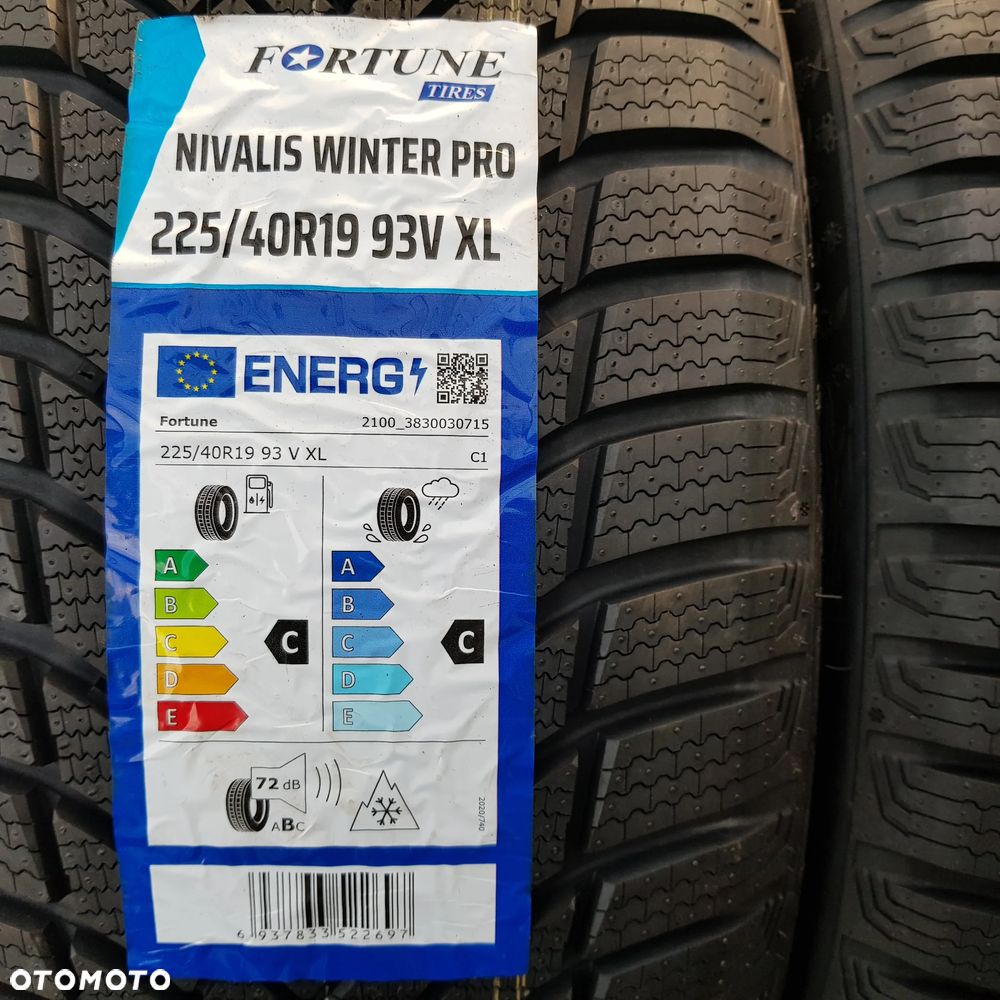 FORTUNE
TIRES
NIVALIS WINTER PRO
225/40R19 93V XL
ENERG
Fortune 2100_3830030715
225/40R19 93 V XL C1
A A
B B
C C C C
D D
E E
72 dB
ABC
2020/740
6 937833 522697
S
OTOMOTO